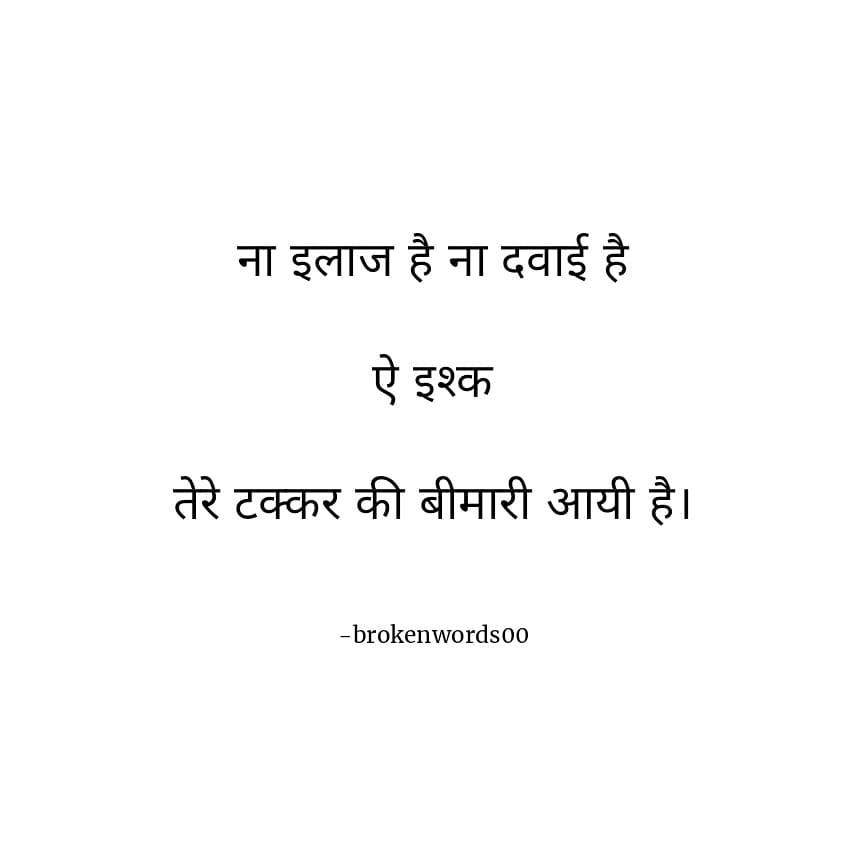 ना इलाज है ना दवाई है
ऐ इश्क
तेरे टक्कर की बीमारी आयी है।
-brokenwords00